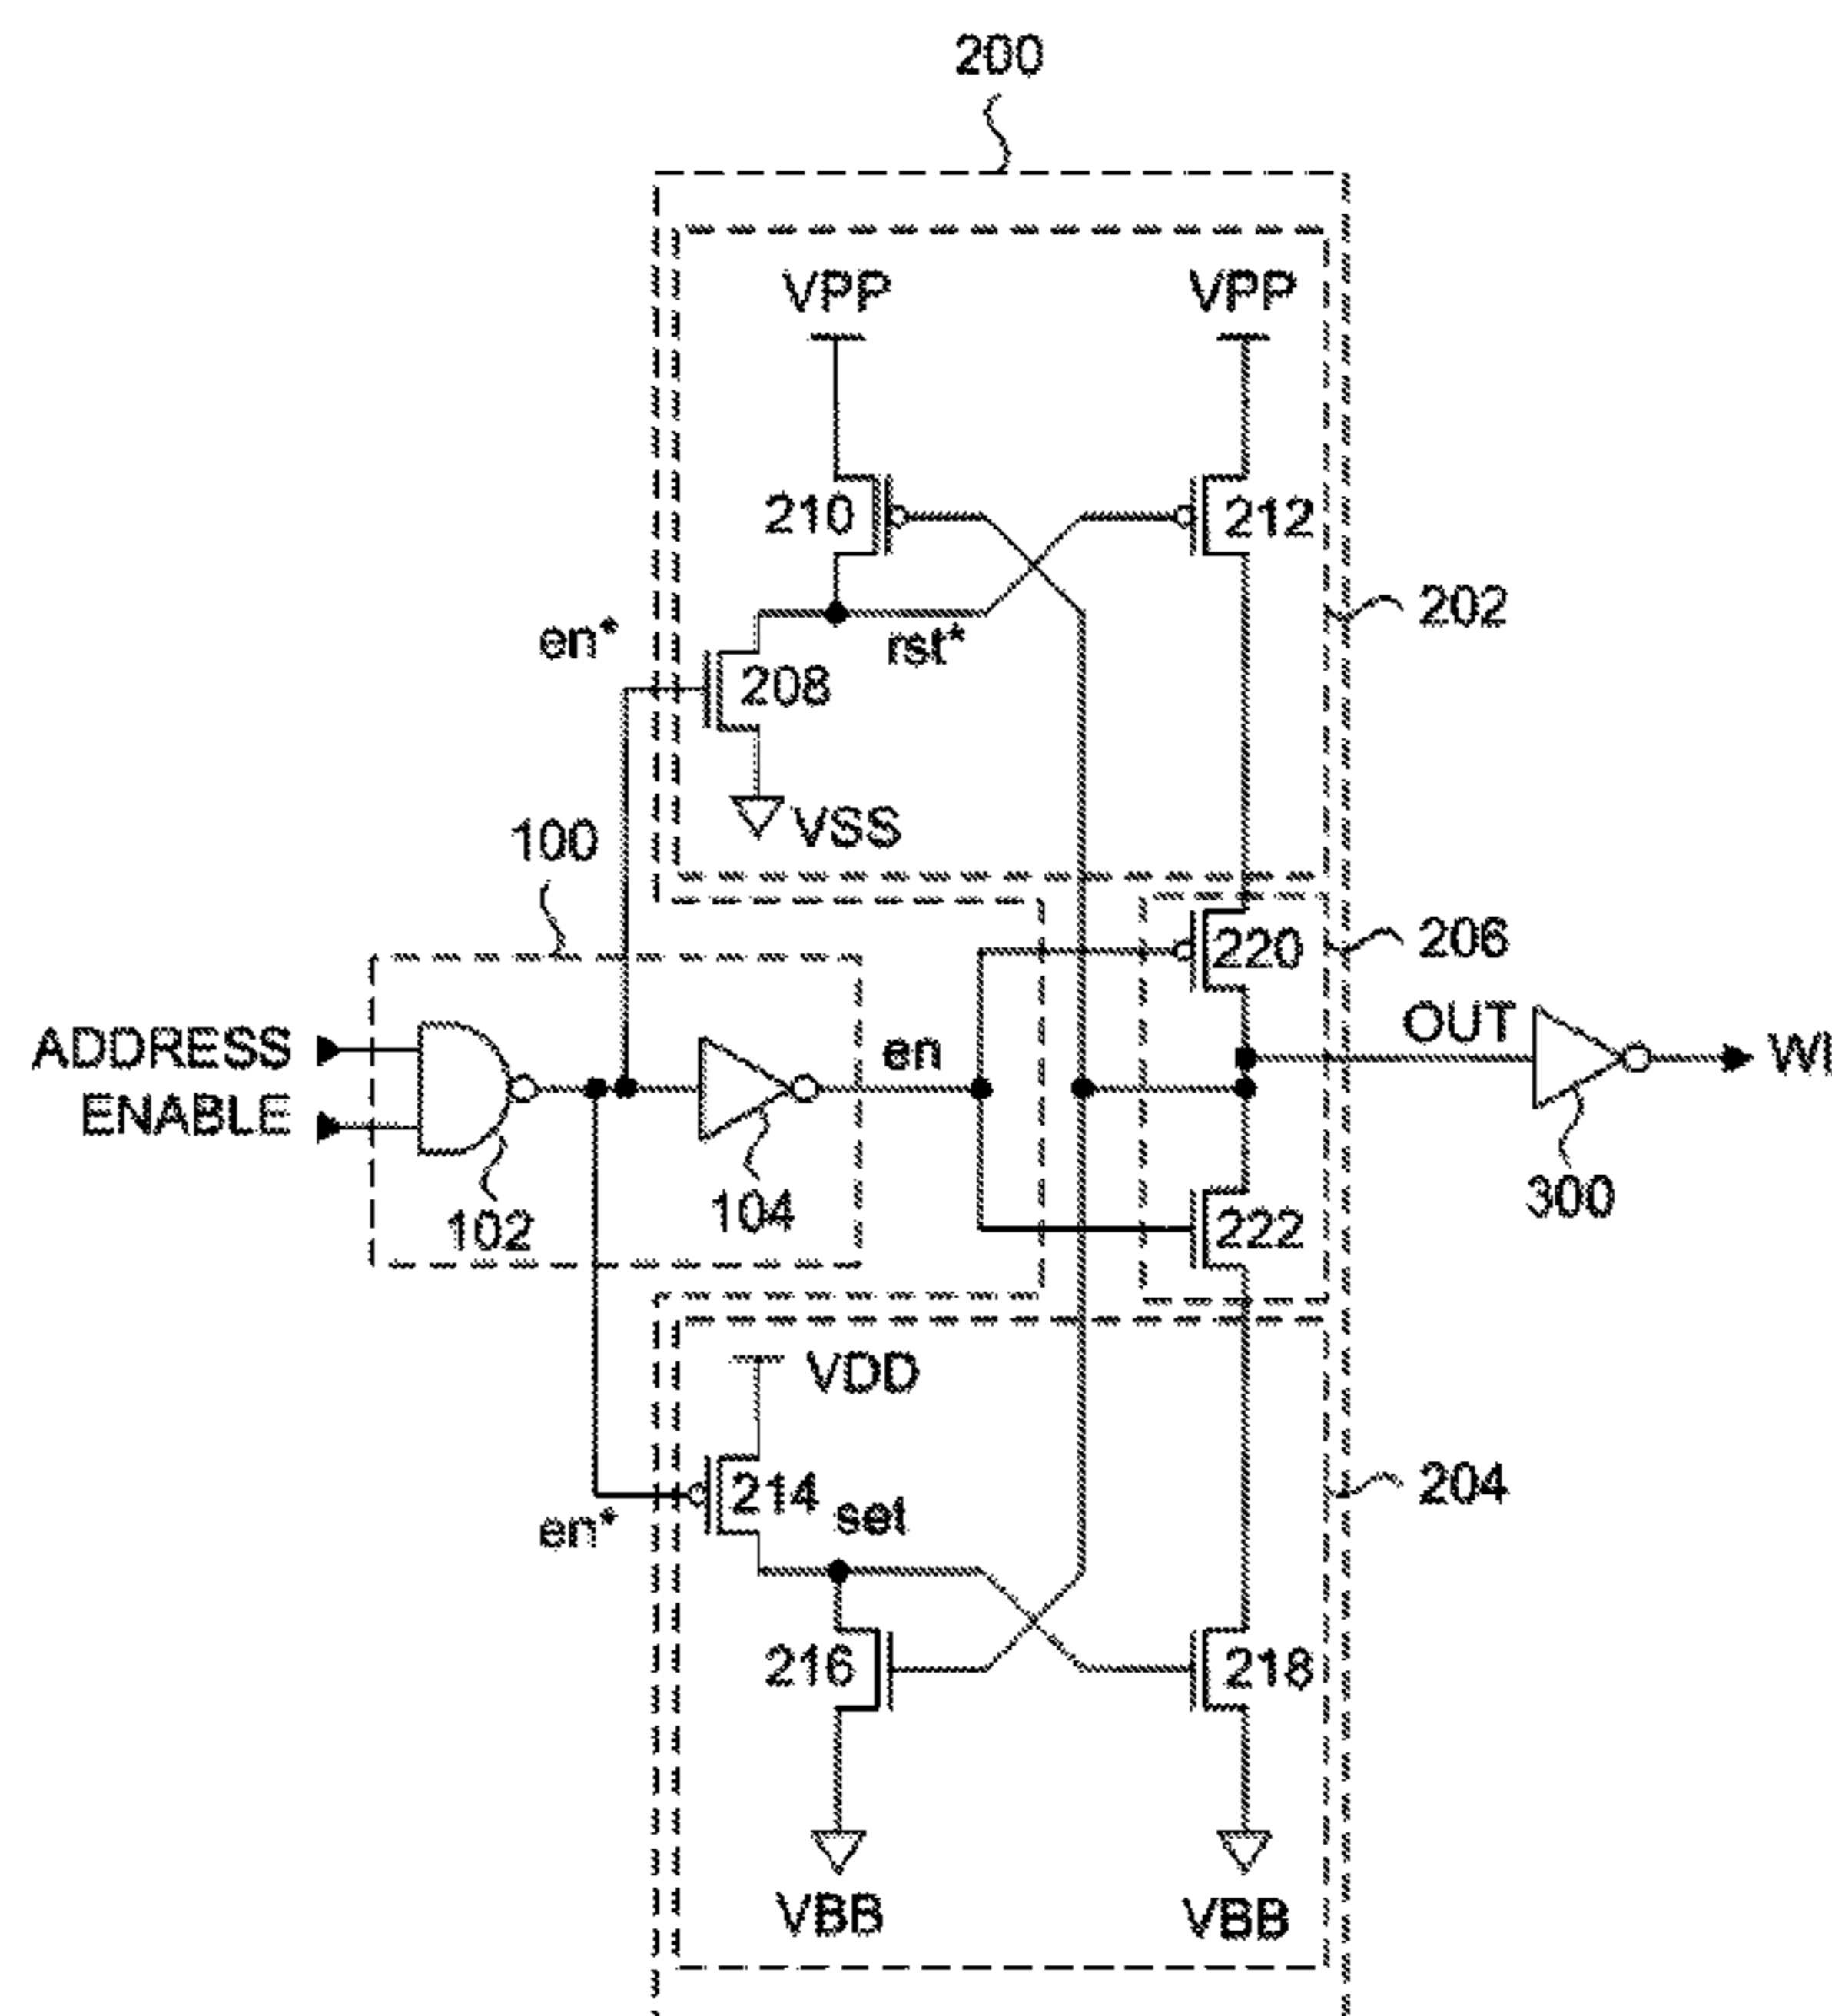 200
VPP VPP
210 212
202
en*
rst*
208
VSS
100
220 206
OUT
ADDRESS
en
ENABLE
102 104 222 300
VDD
214 204
set
en*
216 218
VBB VBB